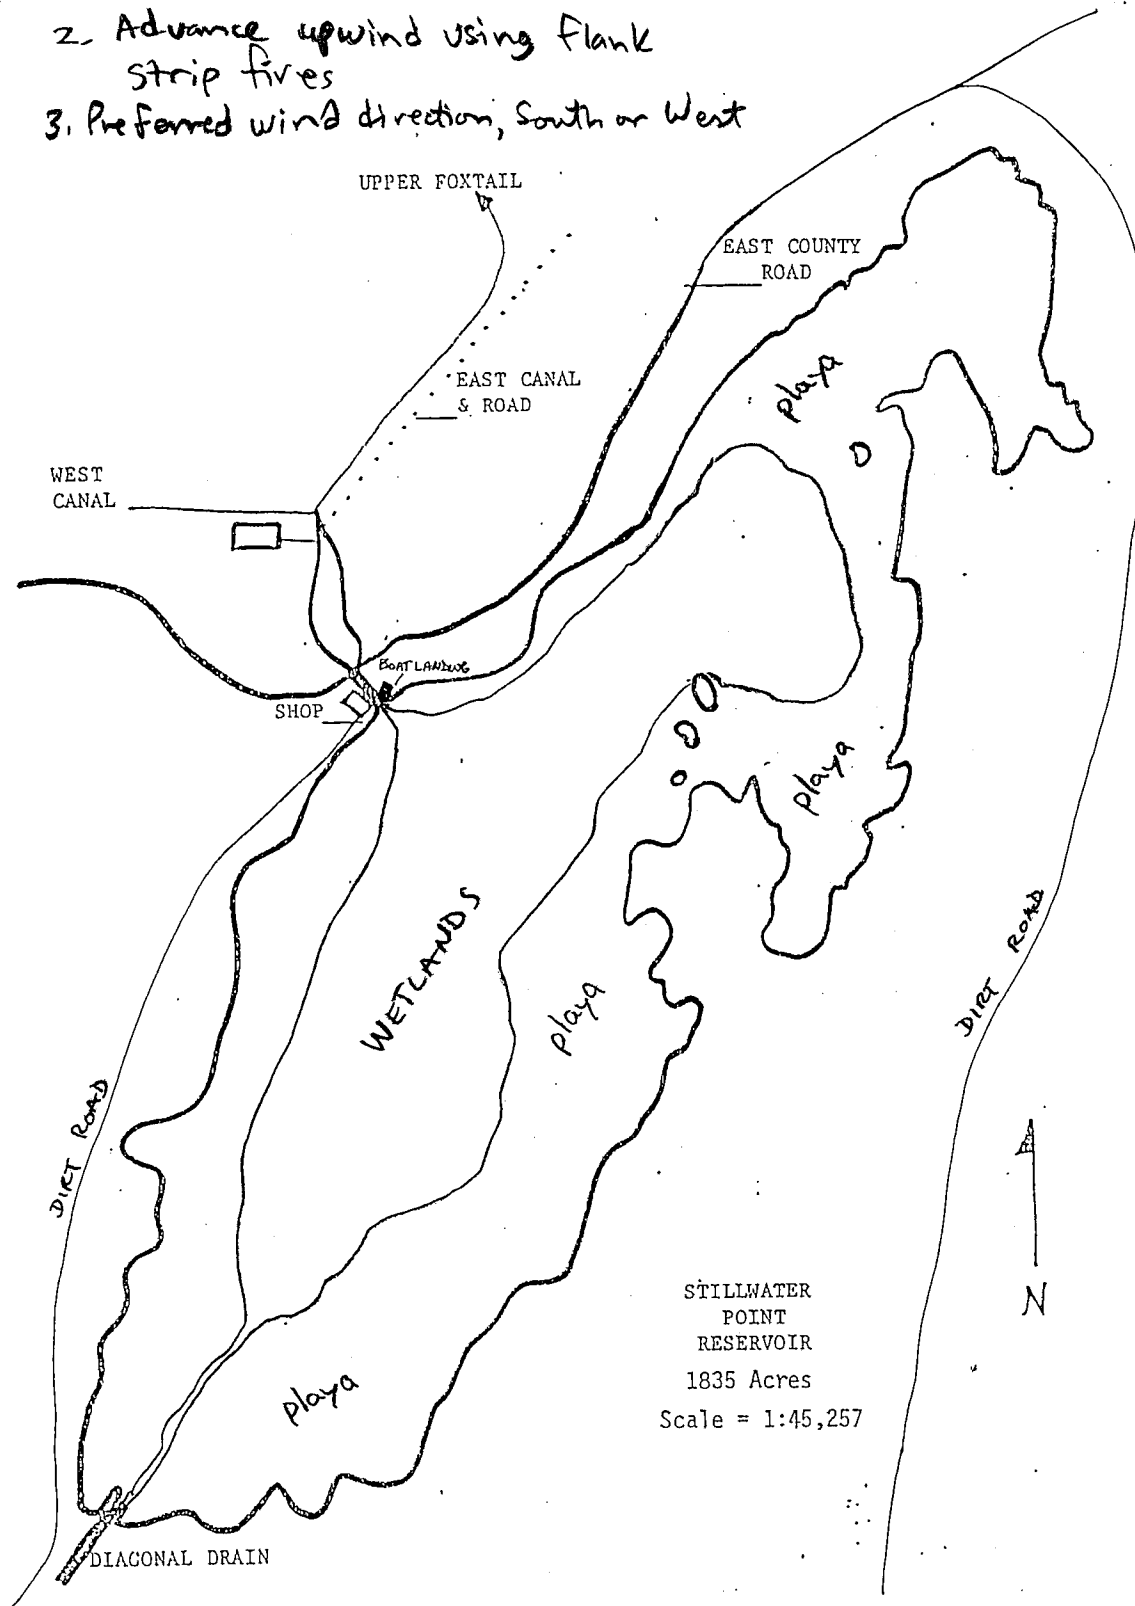 2. Advance upwind using flank
strip fires
3. Preferred wind direction, South or West
UPPER FOXTAIL
EAST COUNTY
ROAD
playa
EAST CANAL
& ROAD
WEST
CANAL
BOAT LANDING
SHOP
playa
WETLANDS
playa
DIRT ROAD
DIRT ROAD
N
STILLWATER
POINT
RESERVOIR
1835 Acres
Scale = 1:45,257
playa
DIAGONAL DRAIN